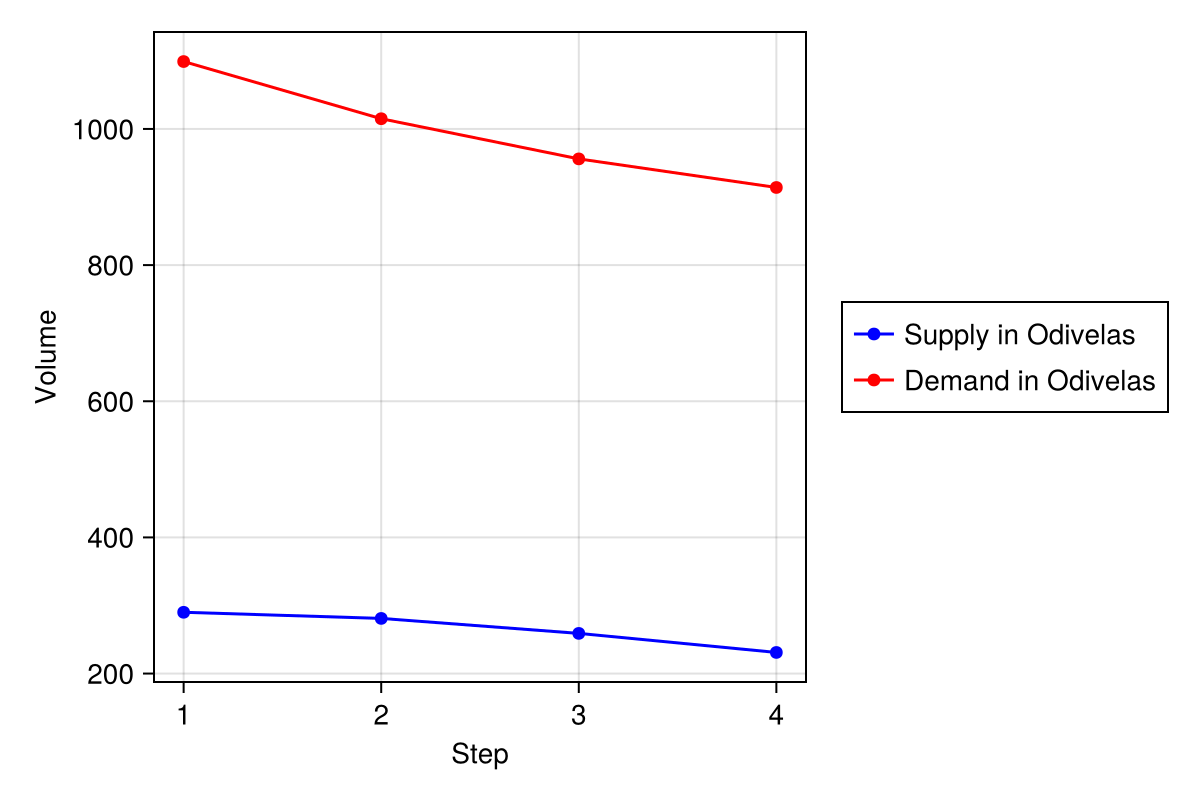 1000
800
600
400
200
Volume
1 2 3 4
Step
Supply in Odivelas
Demand in Odivelas